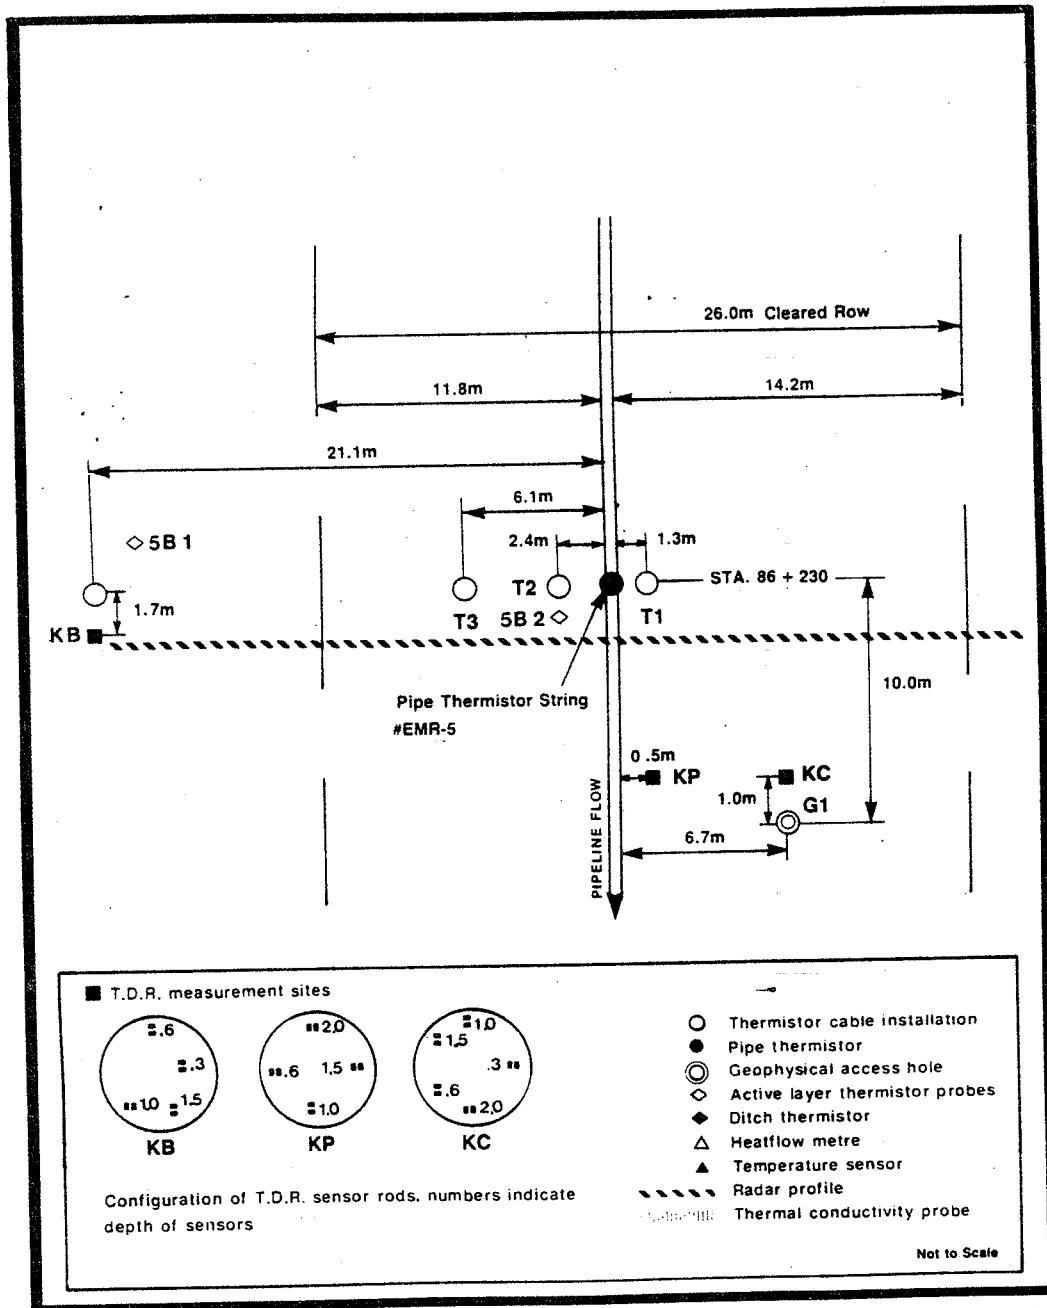 26.0m Cleared Row
11.8m
14.2m
21.1m
6.1m
2.4m
1.3m
5B 1
T2
STA. 86 + 230
1.7m
T3
5B 2
T1
KB
10.0m
Pipe Thermistor String
#EMR-5
0.5m
KP
KC
1.0m
G1
6.7m
PIPELINE FLOW
T.D.R. measurement sites
.6
.3
1.0
1.5
KB
2.0
.6
1.5
1.0
KP
1.0
1.5
.3
.6
2.0
KC
Configuration of T.D.R. sensor rods. numbers indicate
depth of sensors
Thermistor cable installation
Pipe thermistor
Geophysical access hole
Active layer thermistor probes
Ditch thermistor
Heatflow metre
Temperature sensor
Radar profile
Thermal conductivity probe
Not to Scale